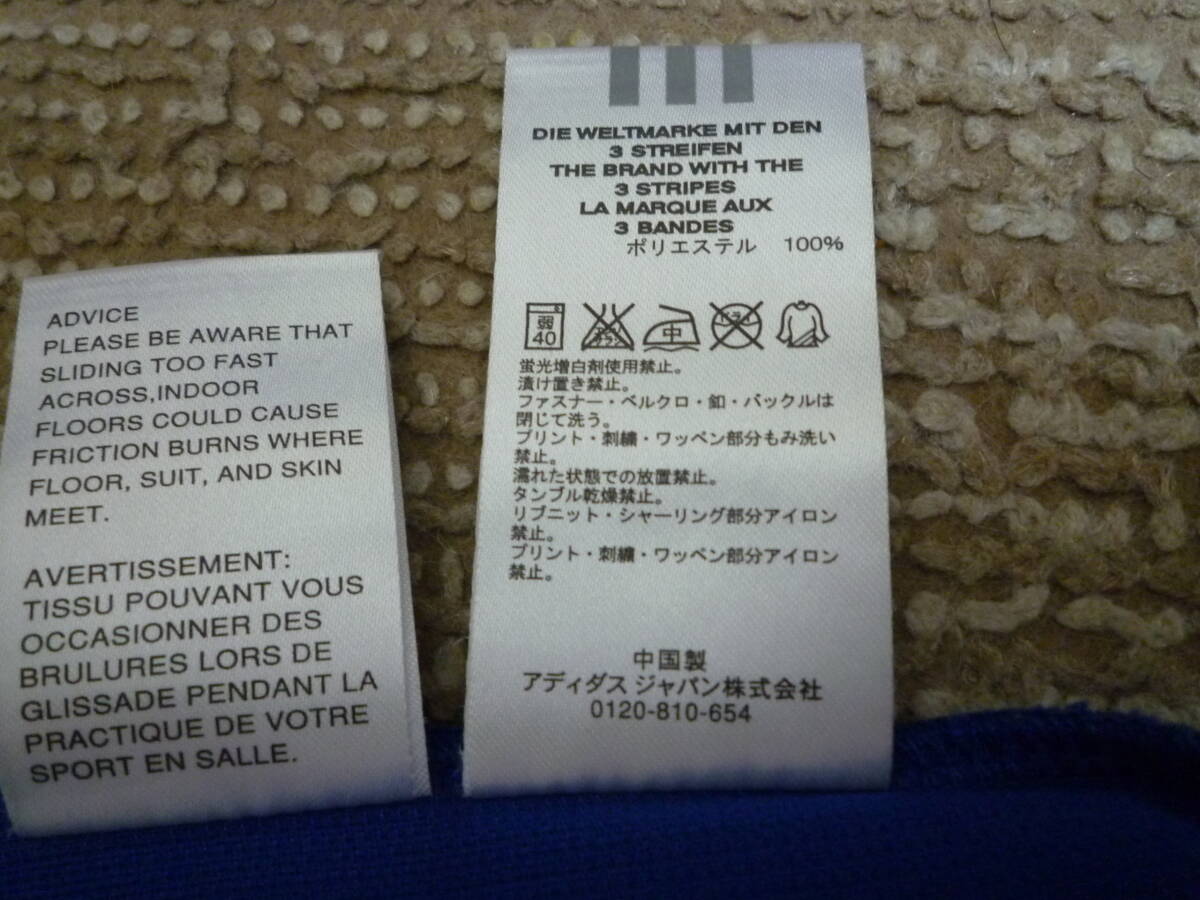 ADVICE
PLEASE BE AWARE THAT
SLIDING TOO FAST
ACROSS,INDOOR
FLOORS COULD CAUSE
FRICTION BURNS WHERE
FLOOR, SUIT, AND SKIN
MEET.
AVERTISSEMENT:
TISSU POUVANT VOUS
OCCASIONNER DES
BRULURES LORS DE
GLISSADE PENDANT LA
PRACTIQUE DE VOTRE
SPORT EN SALLE.
DIE WELTMARKE MIT DEN
3 STREIFEN
THE BRAND WITH THE
3 STRIPES
LA MARQUE AUX
3 BANDES
ポリエステル 100%
弱
40
中
蛍光増白剤使用禁止。
漬け置き禁止。
ファスナー・ベルクロ・釦・バックルは
閉じて洗う。
プリント・刺繍・ワッペン部分もみ洗い
禁止。
濡れた状態での放置禁止。
タンブル乾燥禁止。
リブニット・シャーリング部分アイロン
禁止。
プリント・刺繍・ワッペン部分アイロン
禁止。
中国製
アディダス ジャパン株式会社
0120-810-654